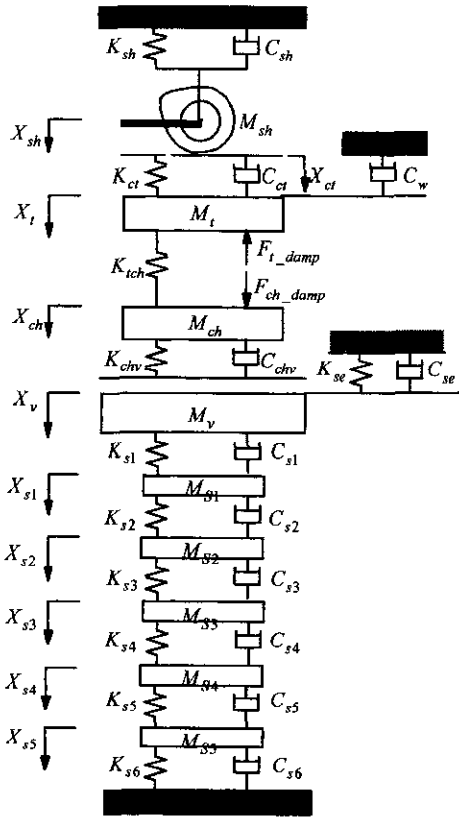 K_sh C_sh
M_sh
X_sh
K_ct C_ct X_ct C_w
X_t M_t
K_tch F_t_damp
F_ch_damp
X_ch M_ch
K_chv C_chv K_se C_se
X_v M_v
K_s1 C_s1
X_s1 M_S1
K_s2 C_s2
X_s2 M_S2
K_s3 C_s3
X_s3 M_S3
K_s4 C_s4
X_s4 M_S4
K_s5 C_s5
X_s5 M_S5
K_s6 C_s6